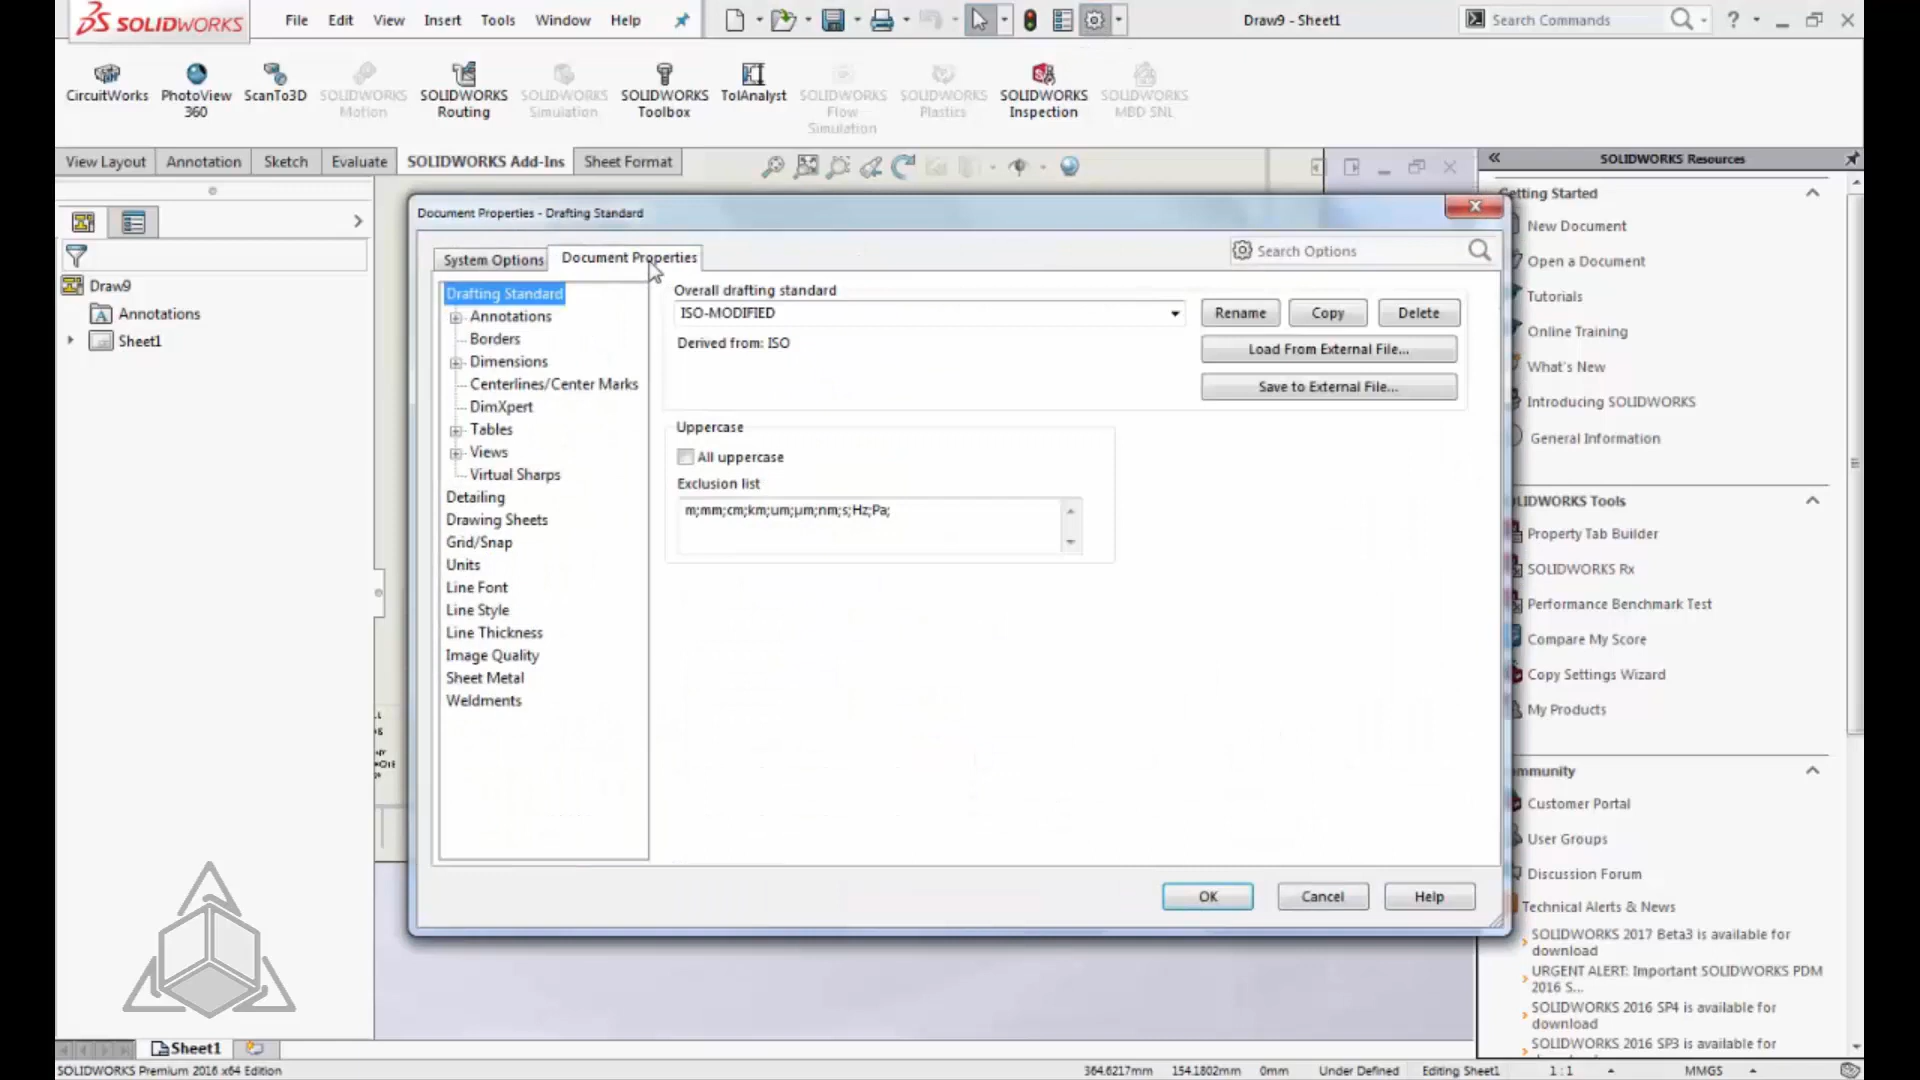 SOLIDWORKS
File Edit View Insert Tools Window Help
Draw9 - Sheet1
Search Commands
?
CircuitWorks
PhotoView
360
ScanTo3D
SOLIDWORKS
Motion
SOLIDWORKS
Routing
SOLIDWORKS
Simulation
SOLIDWORKS
Toolbox
TolAnalyst
SOLIDWORKS
Flow
Simulation
SOLIDWORKS
Plastics
SOLIDWORKS
Inspection
SOLIDWORKS
MBD SNL
View Layout Annotation Sketch Evaluate SOLIDWORKS Add-Ins Sheet Format
Draw9
Annotations
Sheet1
Document Properties - Drafting Standard
System Options Document Properties
Search Options
Drafting Standard
Annotations
Borders
Dimensions
Centerlines/Center Marks
DimXpert
Tables
Views
Virtual Sharps
Detailing
Drawing Sheets
Grid/Snap
Units
Line Font
Line Style
Line Thickness
Image Quality
Sheet Metal
Weldments
Overall drafting standard
ISO-MODIFIED
Derived from: ISO
Rename Copy Delete
Load From External File...
Save to External File...
Uppercase
All uppercase
Exclusion list
m;mm;cm;km;um;µm;nm;s;Hz;Pa;
OK Cancel Help
SOLIDWORKS Resources
Getting Started
New Document
Open a Document
Tutorials
Online Training
What's New
Introducing SOLIDWORKS
General Information
LIDWORKS Tools
Property Tab Builder
SOLIDWORKS Rx
Performance Benchmark Test
Compare My Score
Copy Settings Wizard
My Products
mmunity
Customer Portal
User Groups
Discussion Forum
Technical Alerts & News
SOLIDWORKS 2017 Beta3 is available for
download
URGENT ALERT: Important SOLIDWORKS PDM
2016 S...
SOLIDWORKS 2016 SP4 is available for
download
SOLIDWORKS 2016 SP3 is available for
Sheet1
SOLIDWORKS Premium 2016 x64 Edition
364.6217mm 154.1802mm 0mm Under Defined Editing Sheet1 1:1 MMGS